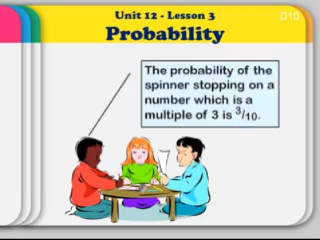 Unit 12 - Lesson 3
O10
Probability
The probability of the
spinner stopping on a
number which is a
multiple of 3 is 3/10.